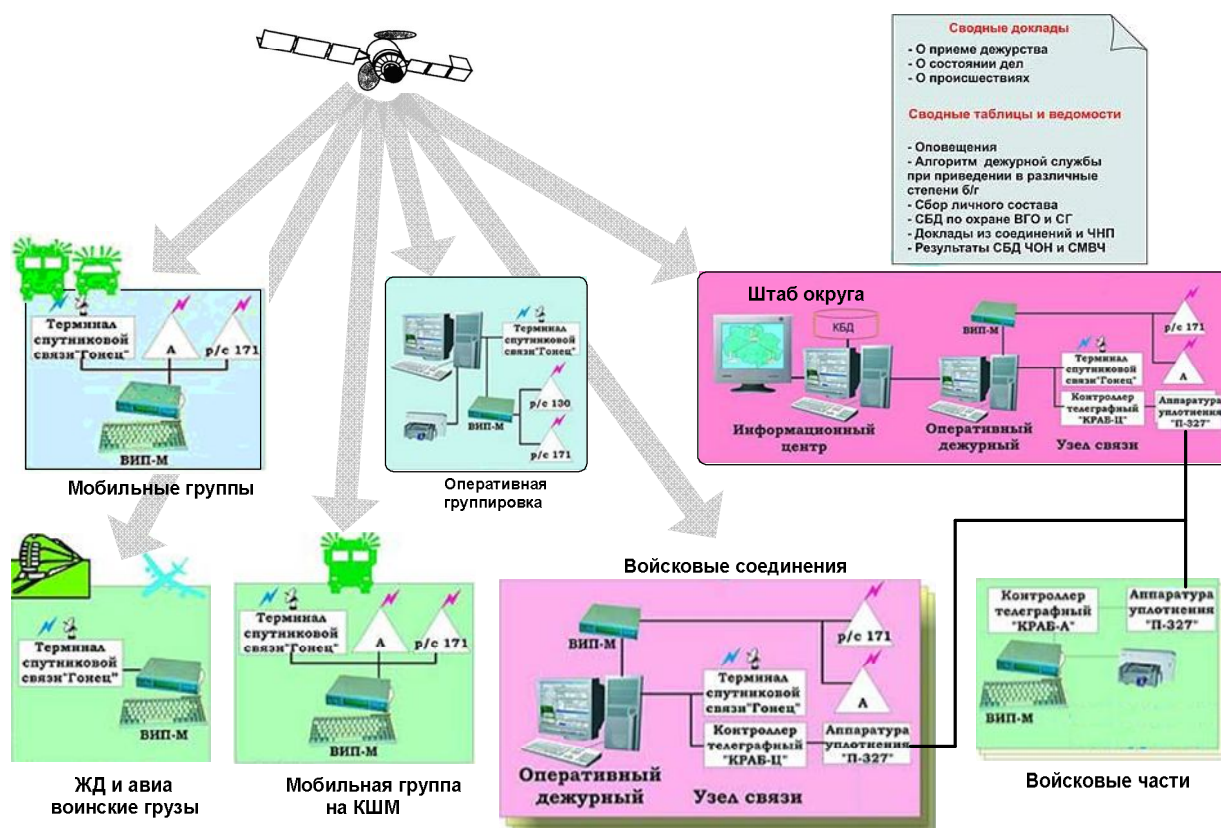 Сводные доклады
- О приеме дежурства
- О состоянии дел
- О происшествиях
Сводные таблицы и ведомости
- Оповещения
- Алгоритм дежурной службы
при приведении в различные
степени б/г
- Сбор личного состава
- СБД по охране ВГО и СГ
- Доклады из соединений и ЧНП
- Результаты СБД ЧОН и СМВЧ
Терминал
спутниковой
связи"Гонец"
А
р/с 171
ВИП-М
Мобильные группы
Терминал
спутниковой
связи"Гонец"
р/с 130
ВИП-М
р/с 171
Оперативная
группировка
Штаб округа
КБД
Информационный
центр
Оперативный
дежурный
ВИП-М
р/с 171
Терминал
спутниковой
связи"Гонец"
А
Контроллер
телеграфный
"КРАБ-Ц"
Аппаратура
уплотнения
"П-327"
Узел связи
Терминал
спутниковой
связи"Гонец"
ВИП-М
ЖД и авиа
воинские грузы
Терминал
спутниковой
связи"Гонец"
А
р/с 171
ВИП-М
Мобильная группа
на КШМ
Войсковые соединения
ВИП-М
р/с 171
Терминал
спутниковой
связи"Гонец"
А
Контроллер
телеграфный
"КРАБ-Ц"
Аппаратура
уплотнения
"П-327"
Оперативный
дежурный
Узел связи
Контроллер
телеграфный
"КРАБ-А"
Аппаратура
уплотнения
"П-327"
ВИП-М
Войсковые части